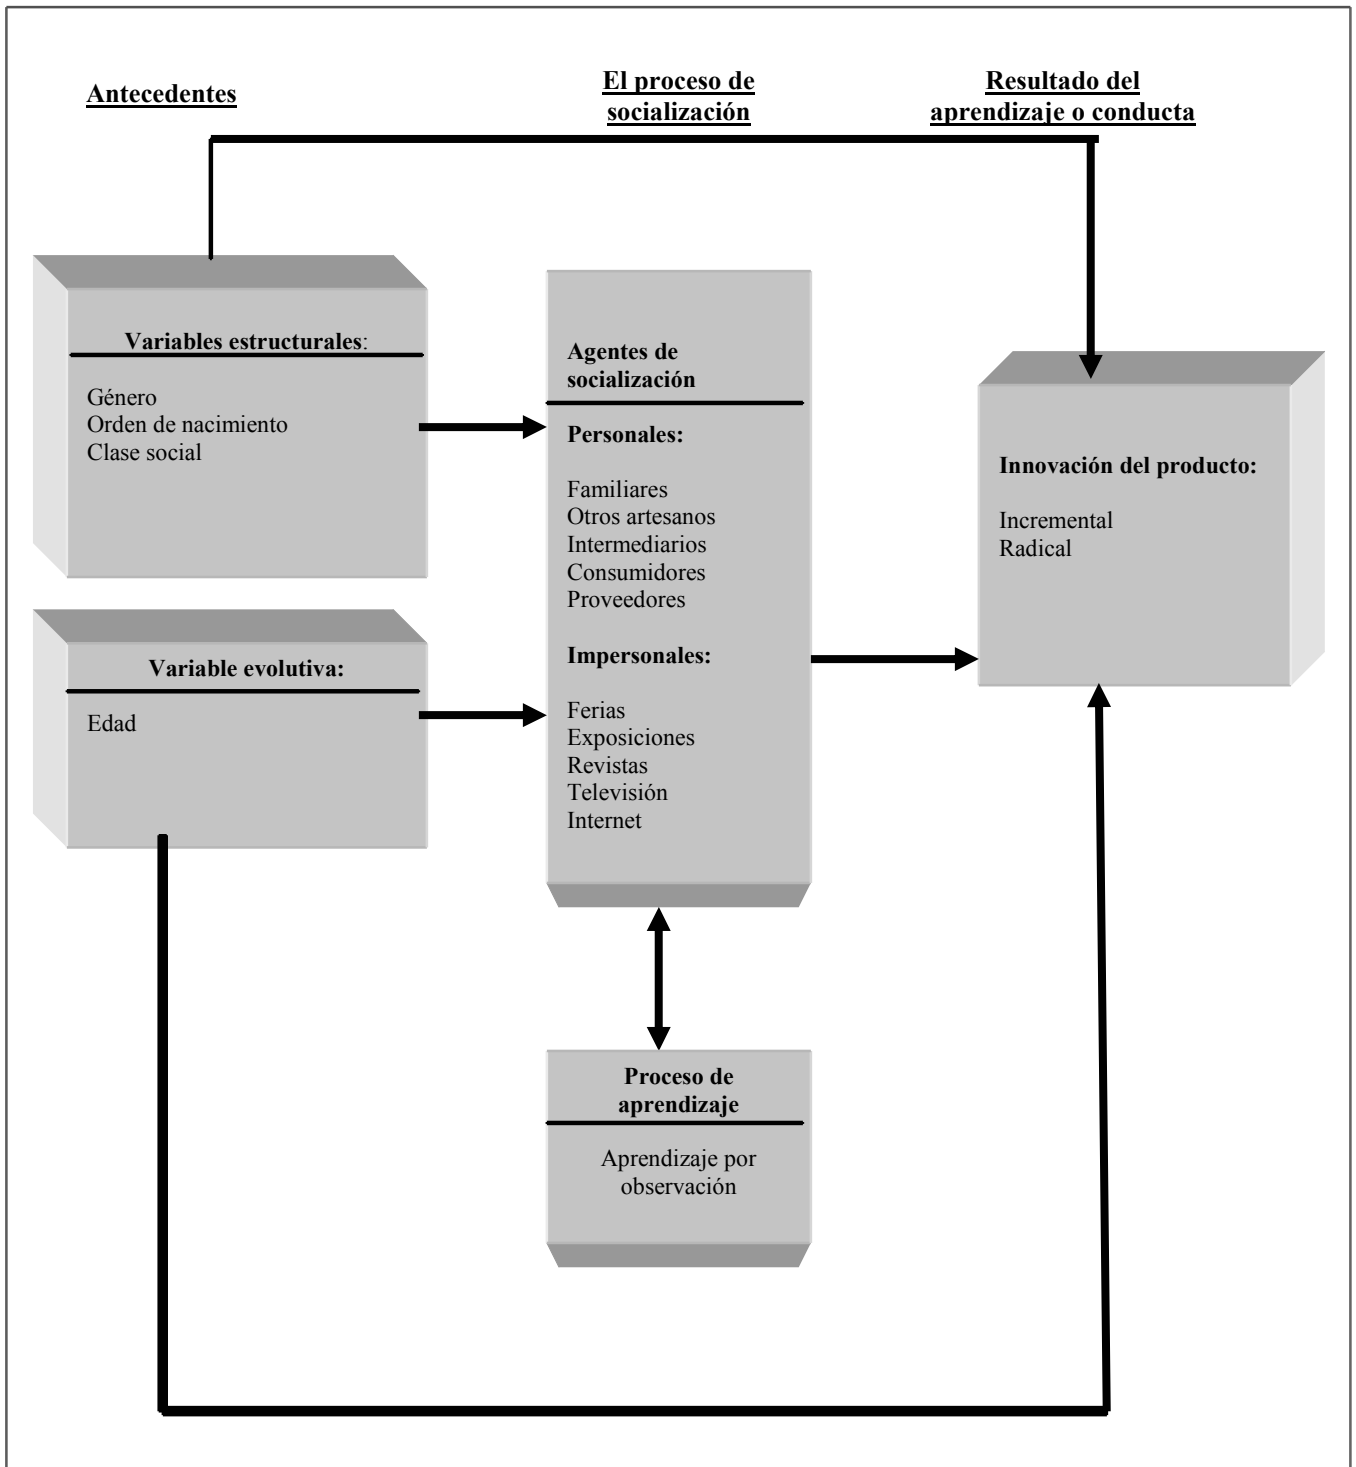 Antecedentes
El proceso de
socialización
Resultado del
aprendizaje o conducta
Variables estructurales:
Género
Orden de nacimiento
Clase social
Variable evolutiva:
Edad
Agentes de
socialización
Personales:
Familiares
Otros artesanos
Intermediarios
Consumidores
Proveedores
Impersonales:
Ferias
Exposiciones
Revistas
Televisión
Internet
Proceso de
aprendizaje
Aprendizaje por
observación
Innovación del producto:
Incremental
Radical